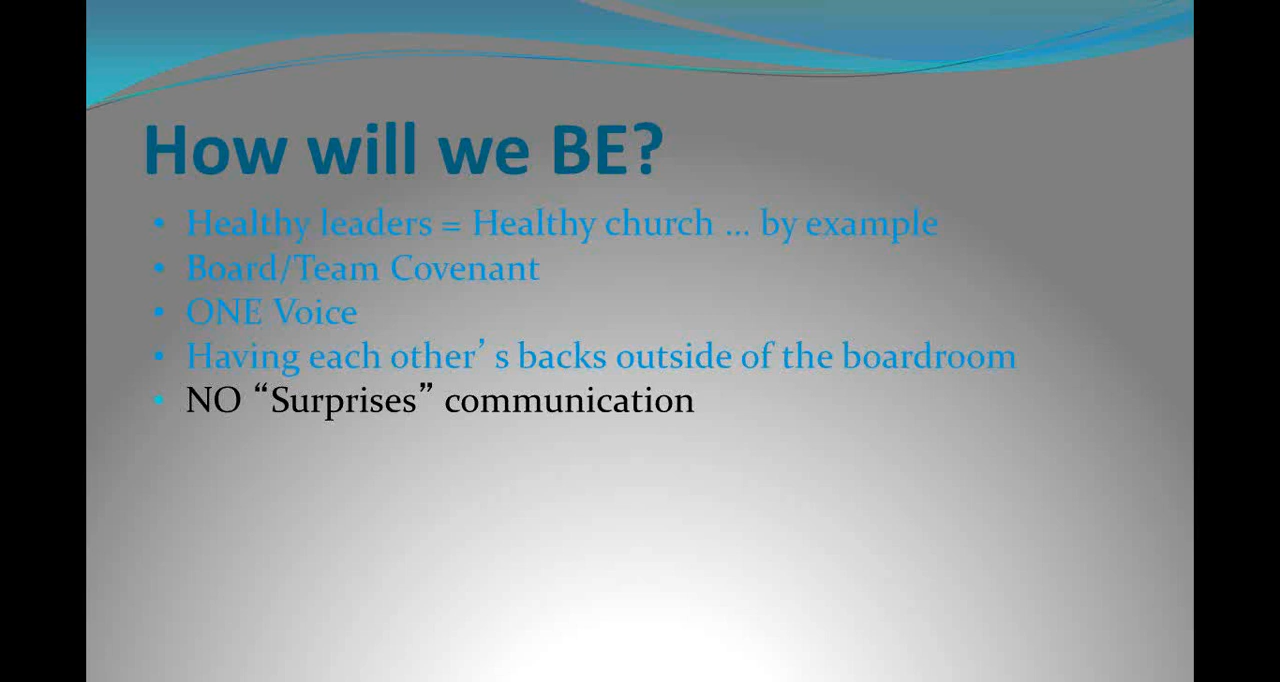 How will we BE?
• Healthy leaders = Healthy church … by example
• Board/Team Covenant
• ONE Voice
• Having each other’s backs outside of the boardroom
• NO “Surprises” communication